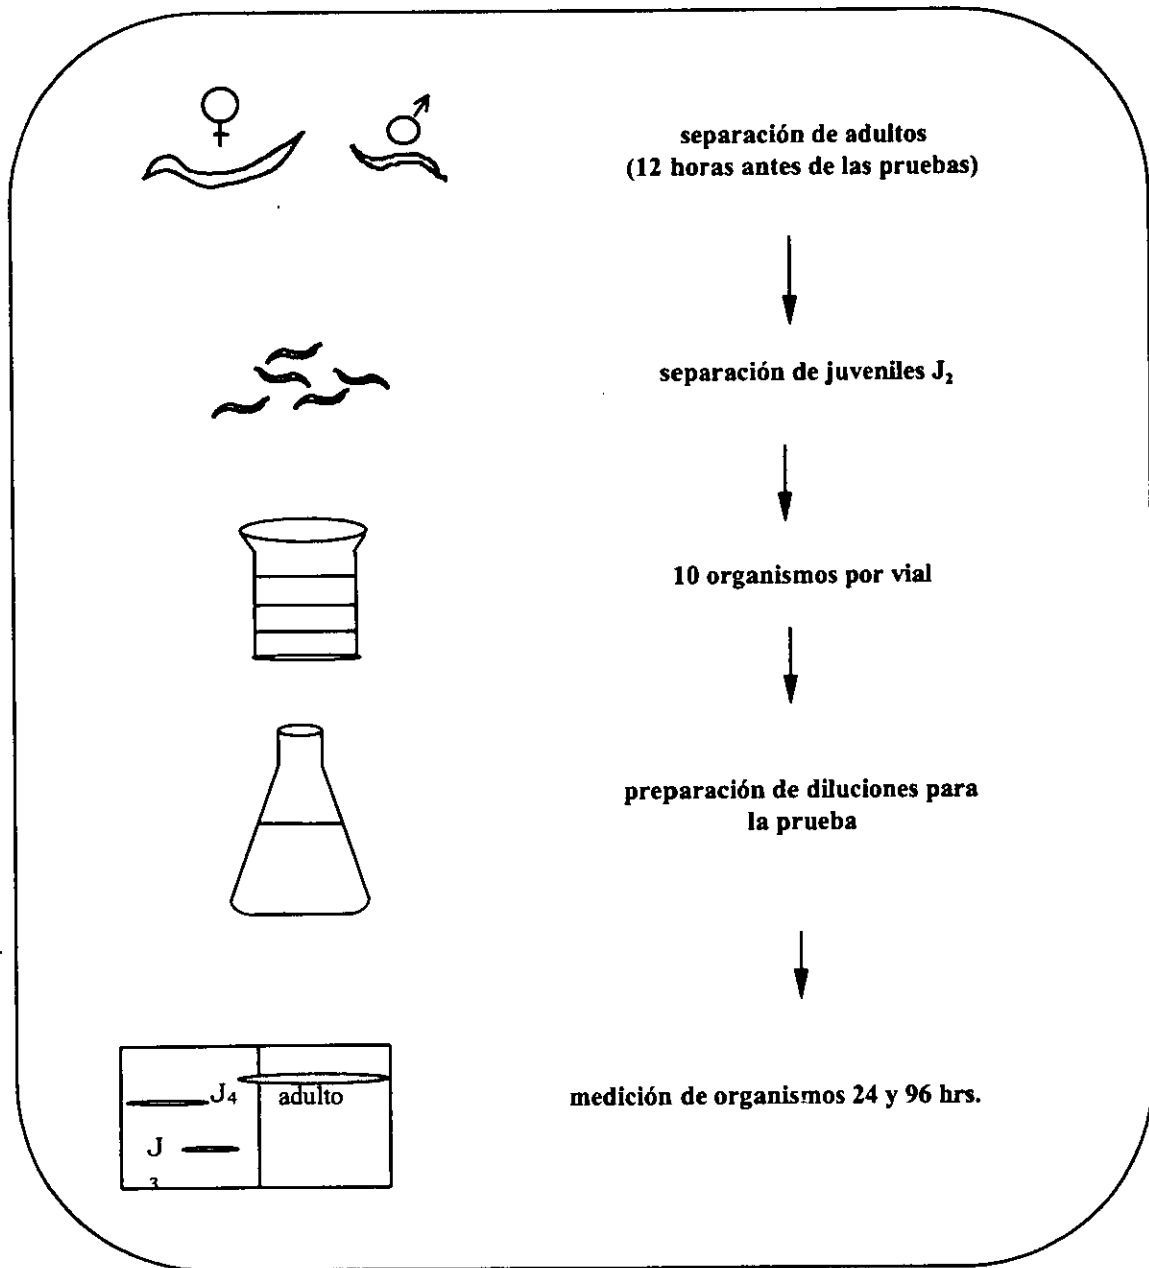 separación de adultos
(12 horas antes de las pruebas)
separación de juveniles J₂
10 organismos por vial
preparación de diluciones para
la prueba
J₄ adulto
J
3
medición de organismos 24 y 96 hrs.